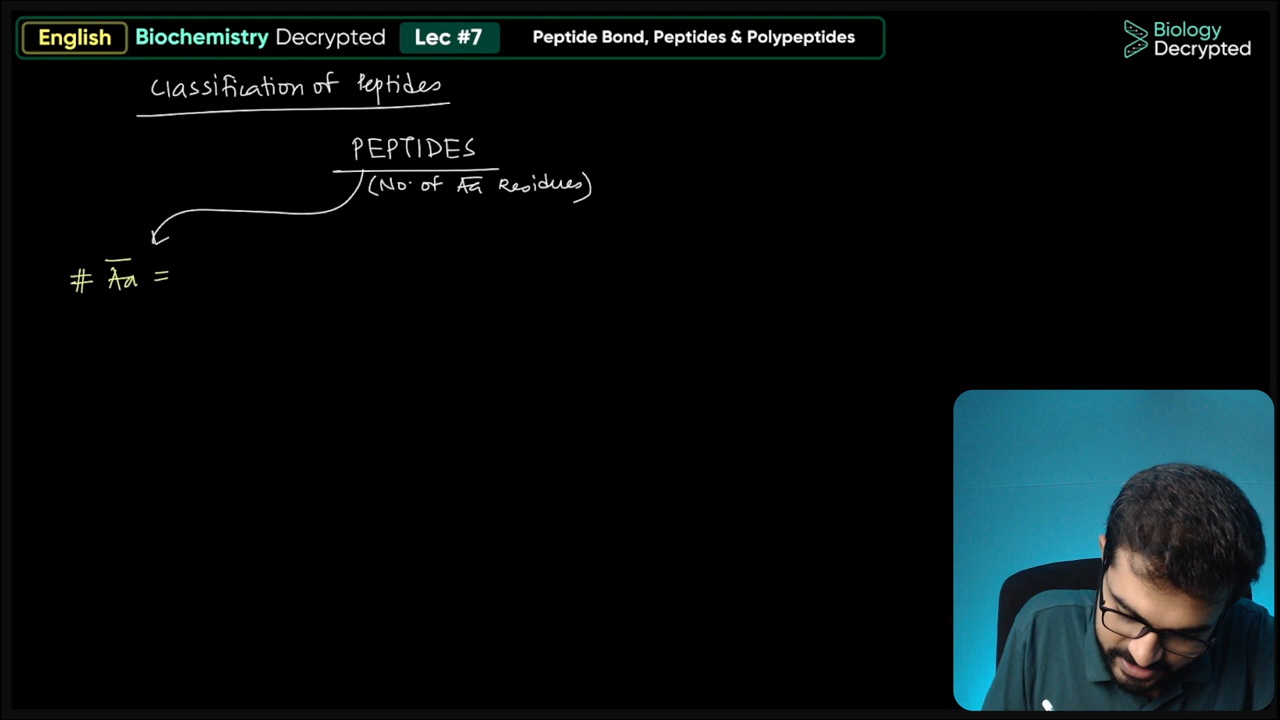 English Biochemistry Decrypted Lec #7 Peptide Bond, Peptides & Polypeptides
Biology
Decrypted
Classification of Peptides
PEPTIDES
(No. of Aa Residues)
# Aa =